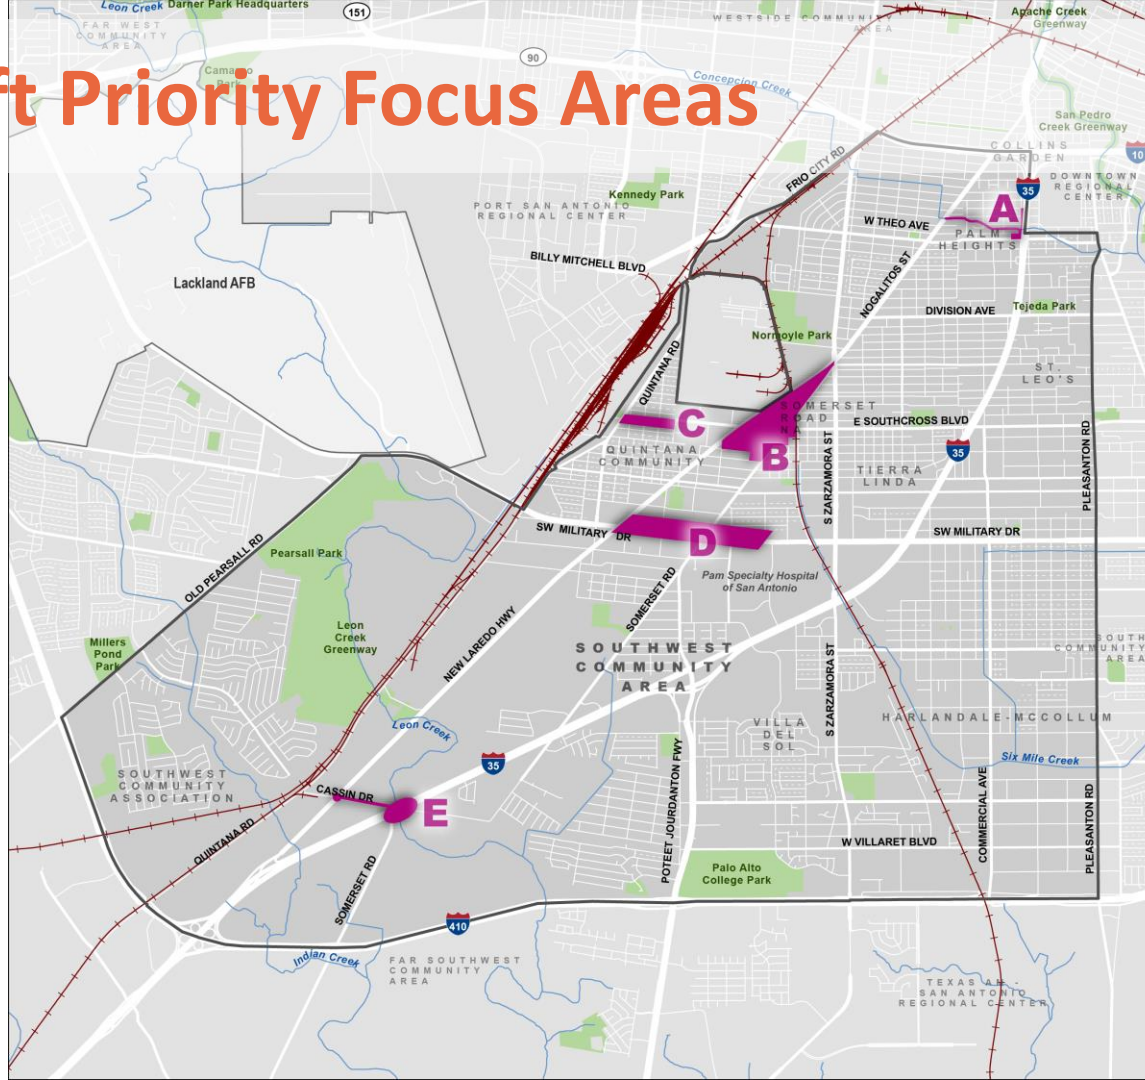 Leon Creek
Darner Park Headquarters
151
WESTSIDE COMMUNITY
AREA
Apache Creek
Greenway
FAR WEST
COMMUNITY
AREA
90
Concepcion Creek
ft Priority Focus Areas
San Pedro
Creek Greenway
COLLINS
GARDEN
10
DOWNTOWN
REGIONAL
CENTER
35
FRIO CITY RD
Kennedy Park
PORT SAN ANTONIO
REGIONAL CENTER
A
W THEO AVE
PALM
HEIGHTS
BILLY MITCHELL BLVD
Lackland AFB
NOGALITOS ST
DIVISION AVE
Tejeda Park
Normoyle Park
QUINTANA RD
ST.
LEO'S
SOMERSET
ROAD
NA
E SOUTHCROSS BLVD
C
B
QUINTANA
COMMUNITY
35
TIERRA
LINDA
S ZARZAMORA ST
PLEASANTON RD
SW MILITARY DR
SW MILITARY DR
D
OLD PEARSALL RD
Pearsall Park
Pam Specialty Hospital
of San Antonio
SOMERSET RD
Leon
Creek
Greenway
Millers
Pond
Park
NEW LAREDO HWY
SOUTHWEST
COMMUNITY
AREA
SOUTH
COMMUNITY
AREA
S ZARZAMORA ST
Leon Creek
VILLA
DEL
SOL
HARLANDALE-MCCOLLUM
35
Six Mile Creek
SOUTHWEST
COMMUNITY
ASSOCIATION
CASSIN DR
E
POTEET JOURDANTON FWY
COMMERCIAL AVE
PLEASANTON RD
QUINTANA RD
W VILLARET BLVD
SOMERSET RD
Palo Alto
College Park
410
Indian Creek
FAR SOUTHWEST
COMMUNITY
AREA
TEXAS AM -
SAN ANTONIO
REGIONAL CENTER